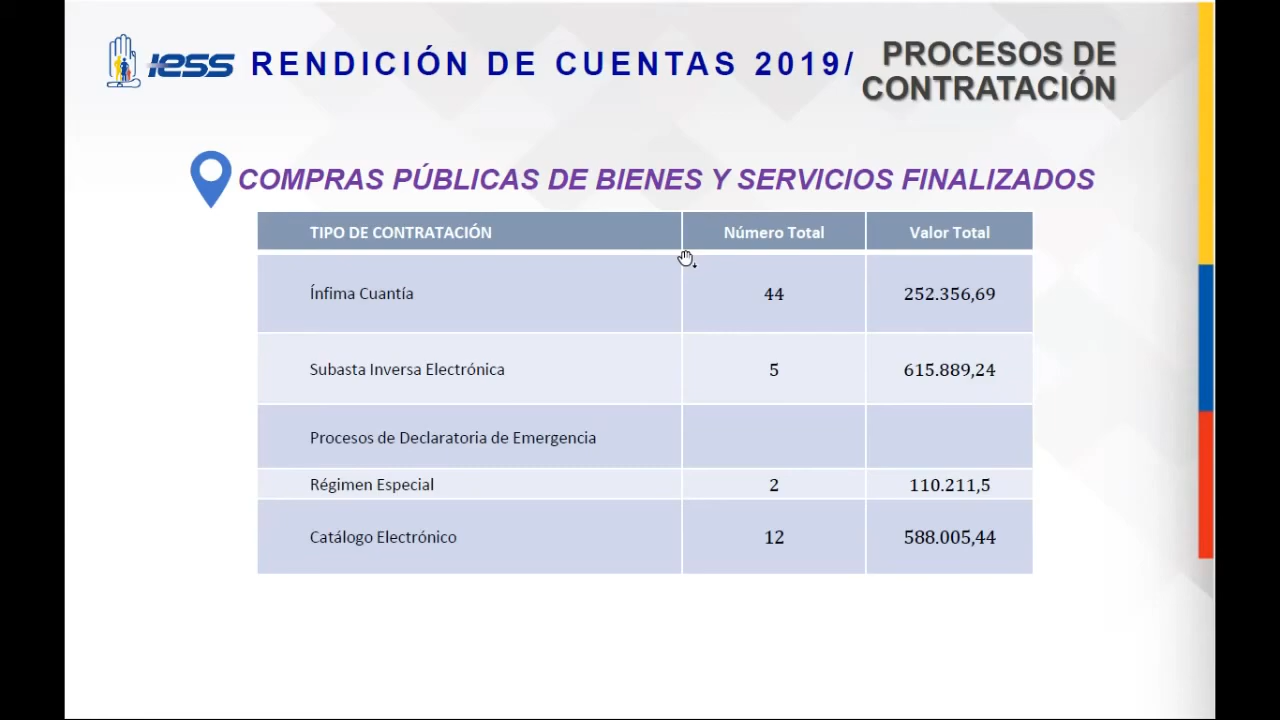 IESS RENDICIÓN DE CUENTAS 2019/ PROCESOS DE
CONTRATACIÓN
COMPRAS PÚBLICAS DE BIENES Y SERVICIOS FINALIZADOS
TIPO DE CONTRATACIÓN Número Total Valor Total
Ínfima Cuantía 44 252.356,69
Subasta Inversa Electrónica 5 615.889,24
Procesos de Declaratoria de Emergencia
Régimen Especial 2 110.211,5
Catálogo Electrónico 12 588.005,44